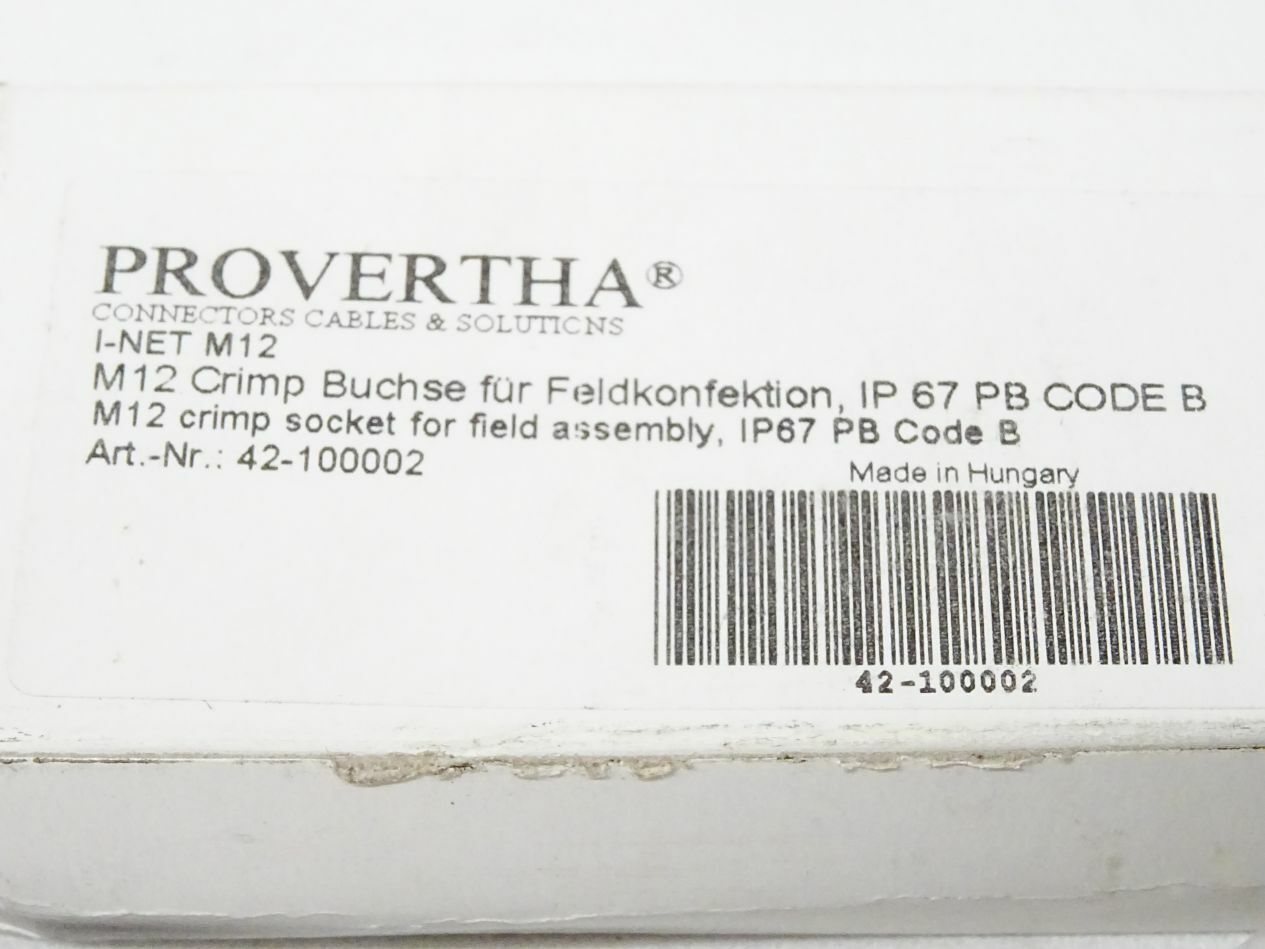 PROVERTHA®
CONNECTORS CABLES & SOLUTIONS
I-NET M12
M12 Crimp Buchse für Feldkonfektion, IP 67 PB CODE B
M12 crimp socket for field assembly, IP67 PB Code B
Art.-Nr.: 42-100002
Made in Hungary
42-100002